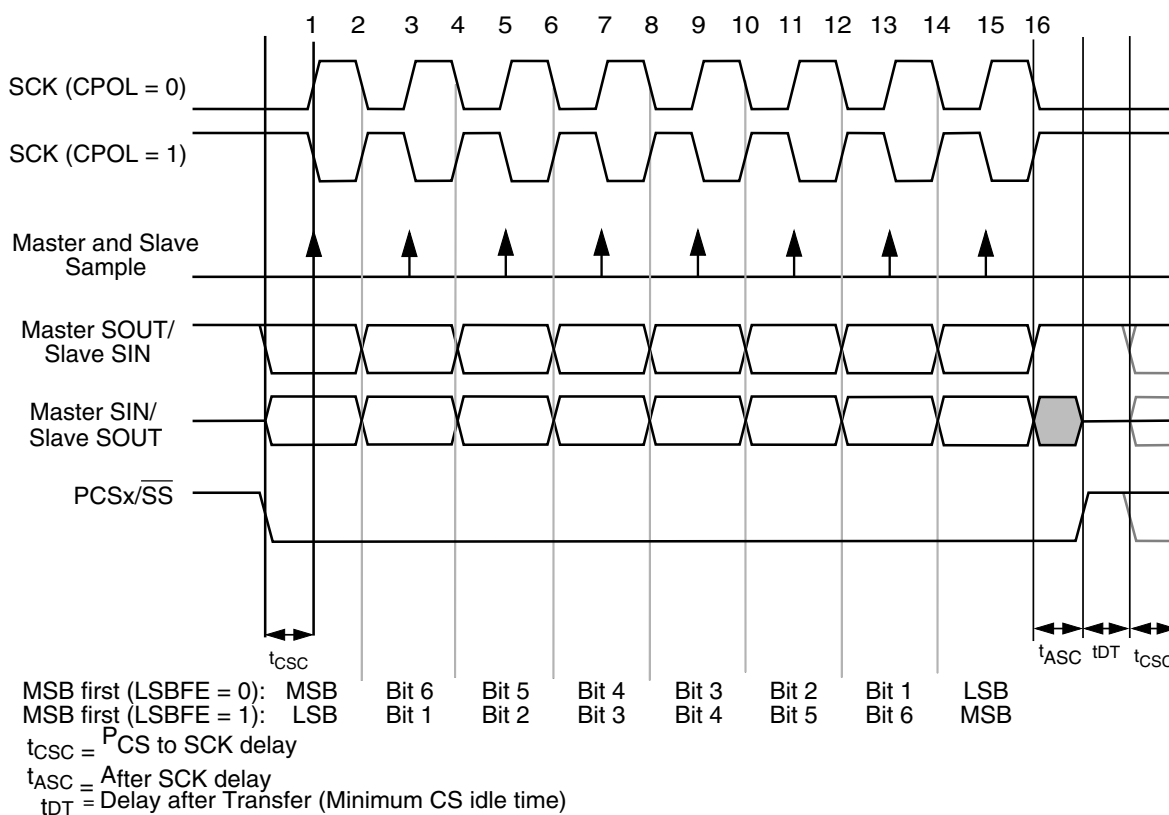 1 2 3 4 5 6 7 8 9 10 11 12 13 14 15 16
SCK (CPOL = 0)
SCK (CPOL = 1)
Master and Slave
Sample
Master SOUT/
Slave SIN
Master SIN/
Slave SOUT
PCSx/SS
tCSC tASC tDT tCSC
MSB first (LSBFE = 0): MSB Bit 6 Bit 5 Bit 4 Bit 3 Bit 2 Bit 1 LSB
MSB first (LSBFE = 1): LSB Bit 1 Bit 2 Bit 3 Bit 4 Bit 5 Bit 6 MSB
tCSC = PCS to SCK delay
tASC = After SCK delay
tDT = Delay after Transfer (Minimum CS idle time)